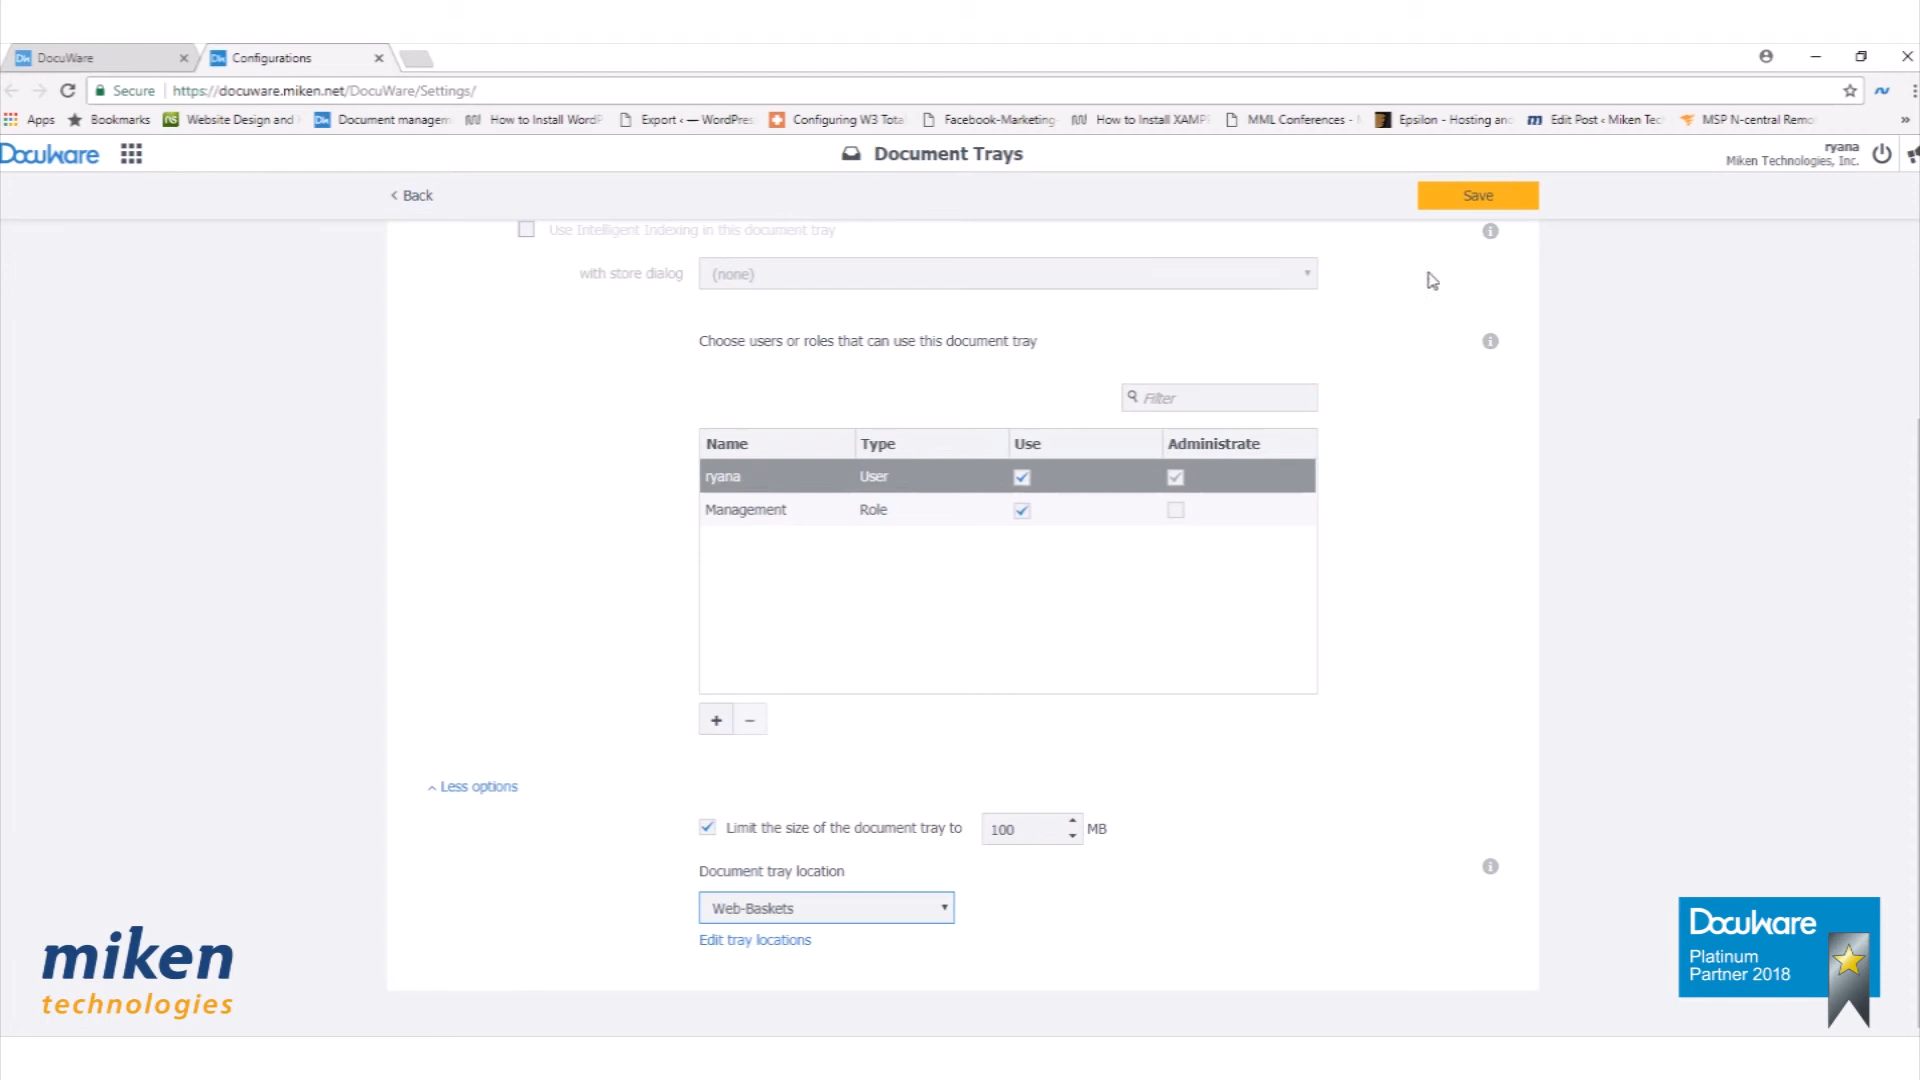 DocuWare
Configurations
Secure
https://docuware.miken.net/DocuWare/Settings/
Apps
Bookmarks
Website Design and
Document managem
How to Install WordP
Export ‹ — WordPres
Configuring W3 Tota
Facebook-Marketing
How to Install XAMP
MML Conferences -
Epsilon - Hosting and
Edit Post ‹ Miken Tec
MSP N-central Remo
»
DocuWare
Document Trays
ryana
Miken Technologies, Inc.
< Back
Save
Use Intelligent Indexing in this document tray
with store dialog
(none)
Choose users or roles that can use this document tray
Filter
Name Type Use Administrate
ryana User
Management Role
+ −
Less options
Limit the size of the document tray to 100 MB
Document tray location
Web-Baskets
Edit tray locations
miken
technologies
DocuWare
Platinum
Partner 2018